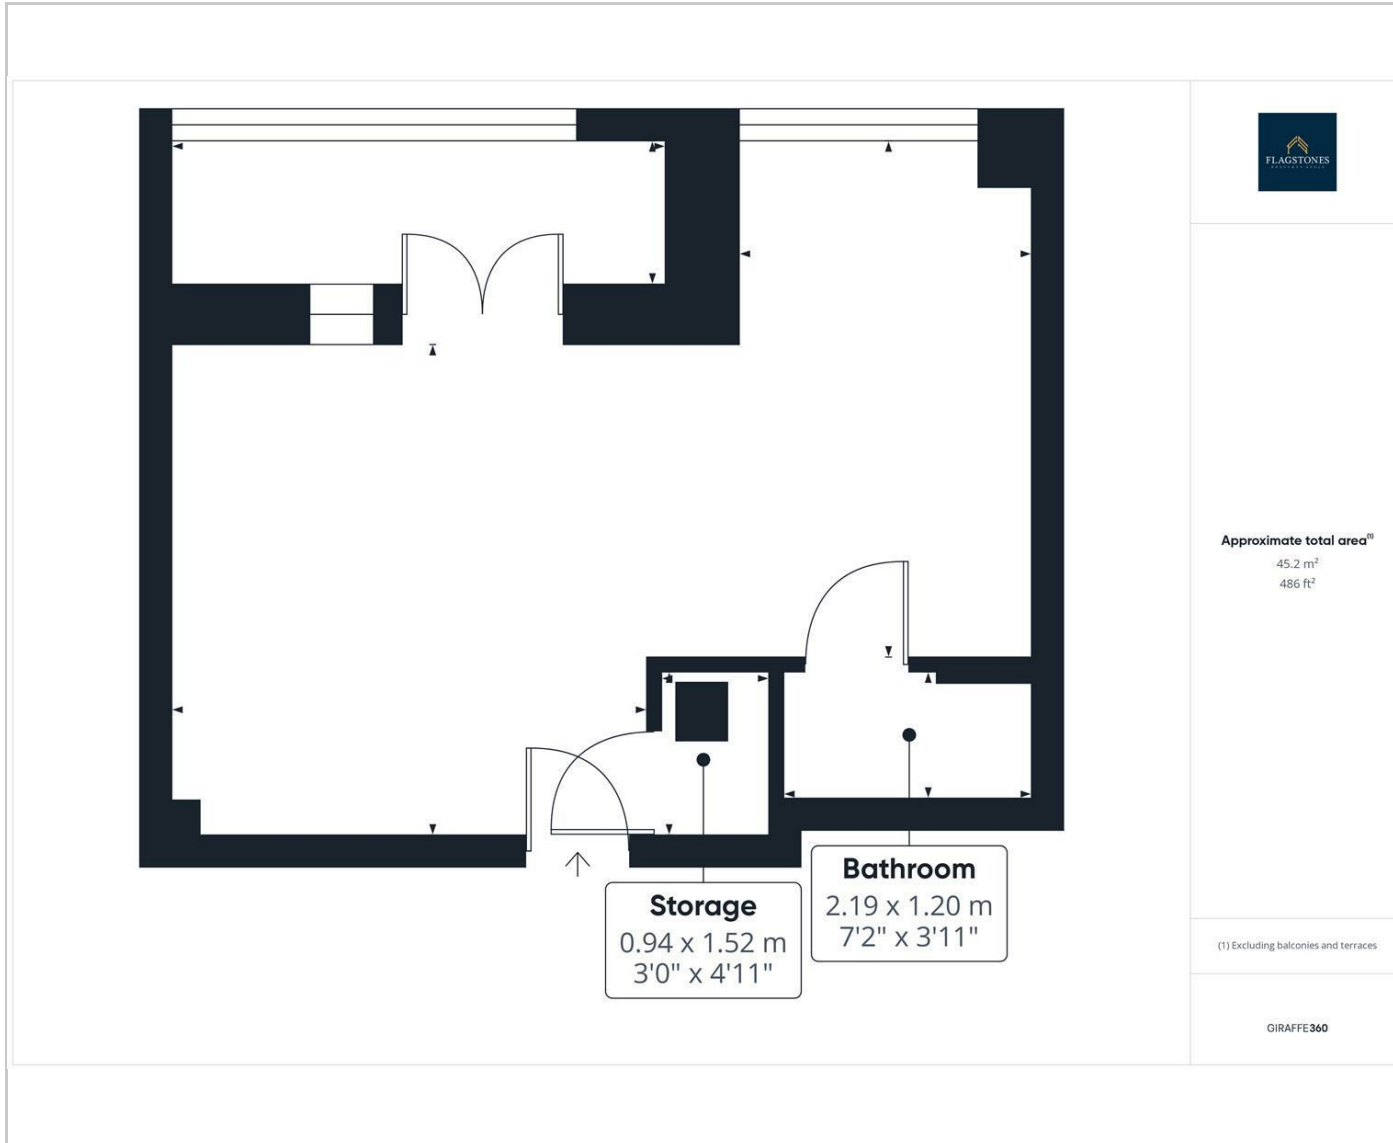 FLAGSTONES
Approximate total area⁽¹⁾
45.2 m²
486 ft²
Storage
0.94 x 1.52 m
3'0" x 4'11"
Bathroom
2.19 x 1.20 m
7'2" x 3'11"
(1) Excluding balconies and terraces
GIRAFFE360